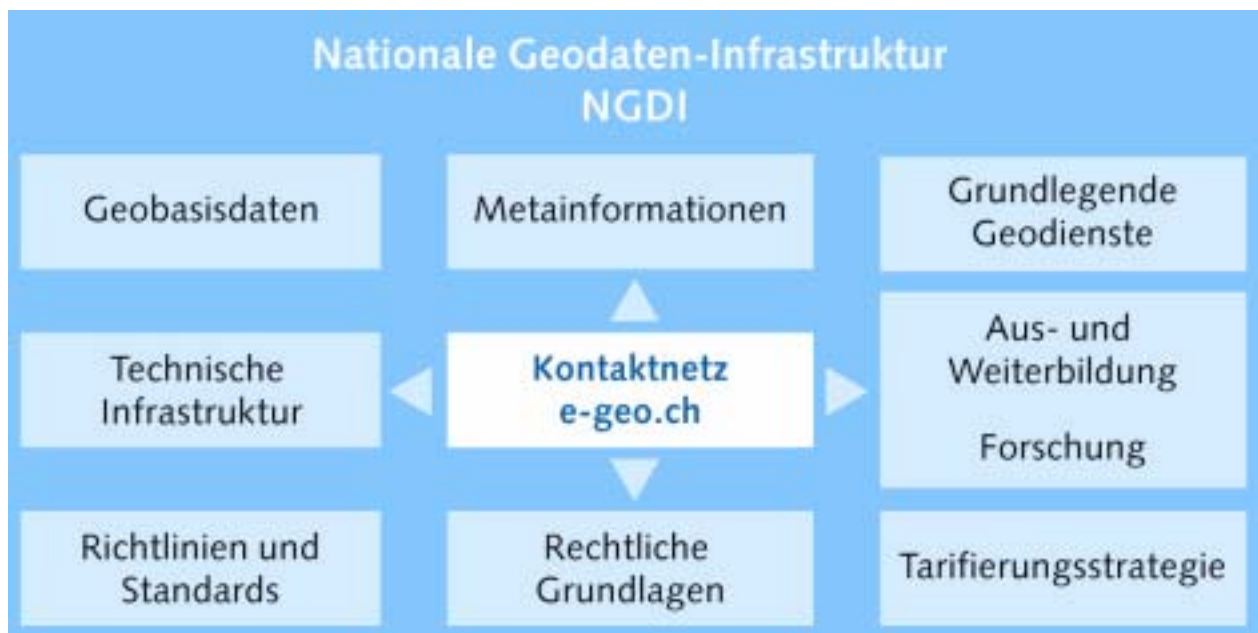 Nationale Geodaten-Infrastruktur
NGDI
Geobasisdaten
Metainformationen
Grundlegende
Geodienste
Technische
Infrastruktur
Kontaktnetz
e-geo.ch
Aus- und
Weiterbildung
Forschung
Richtlinien und
Standards
Rechtliche
Grundlagen
Tarifierungsstrategie